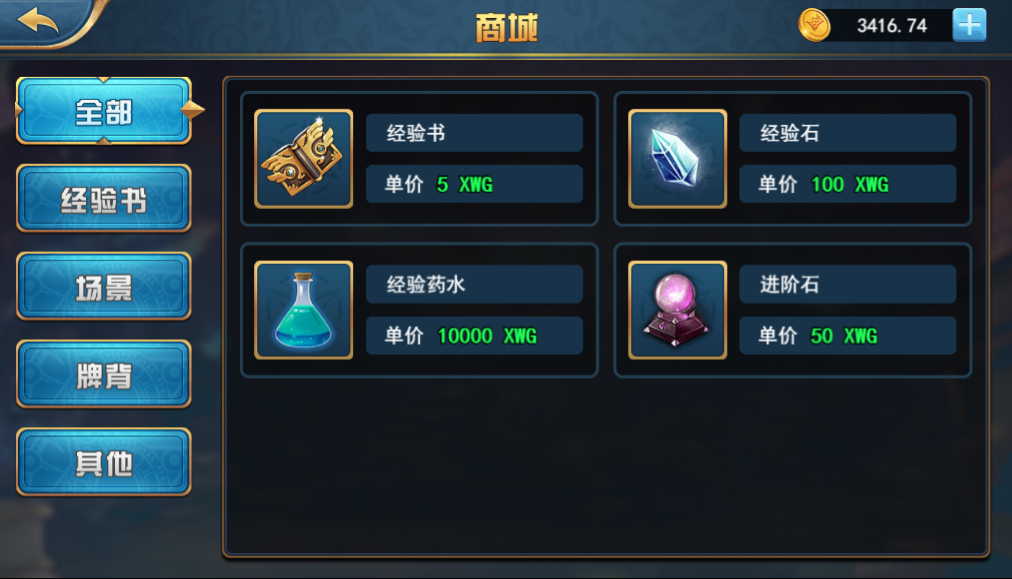 商城
3416.74
全部
经验书
场景
牌背
其他
经验书
单价 5 XWG
经验石
单价 100 XWG
经验药水
单价 10000 XWG
进阶石
单价 50 XWG